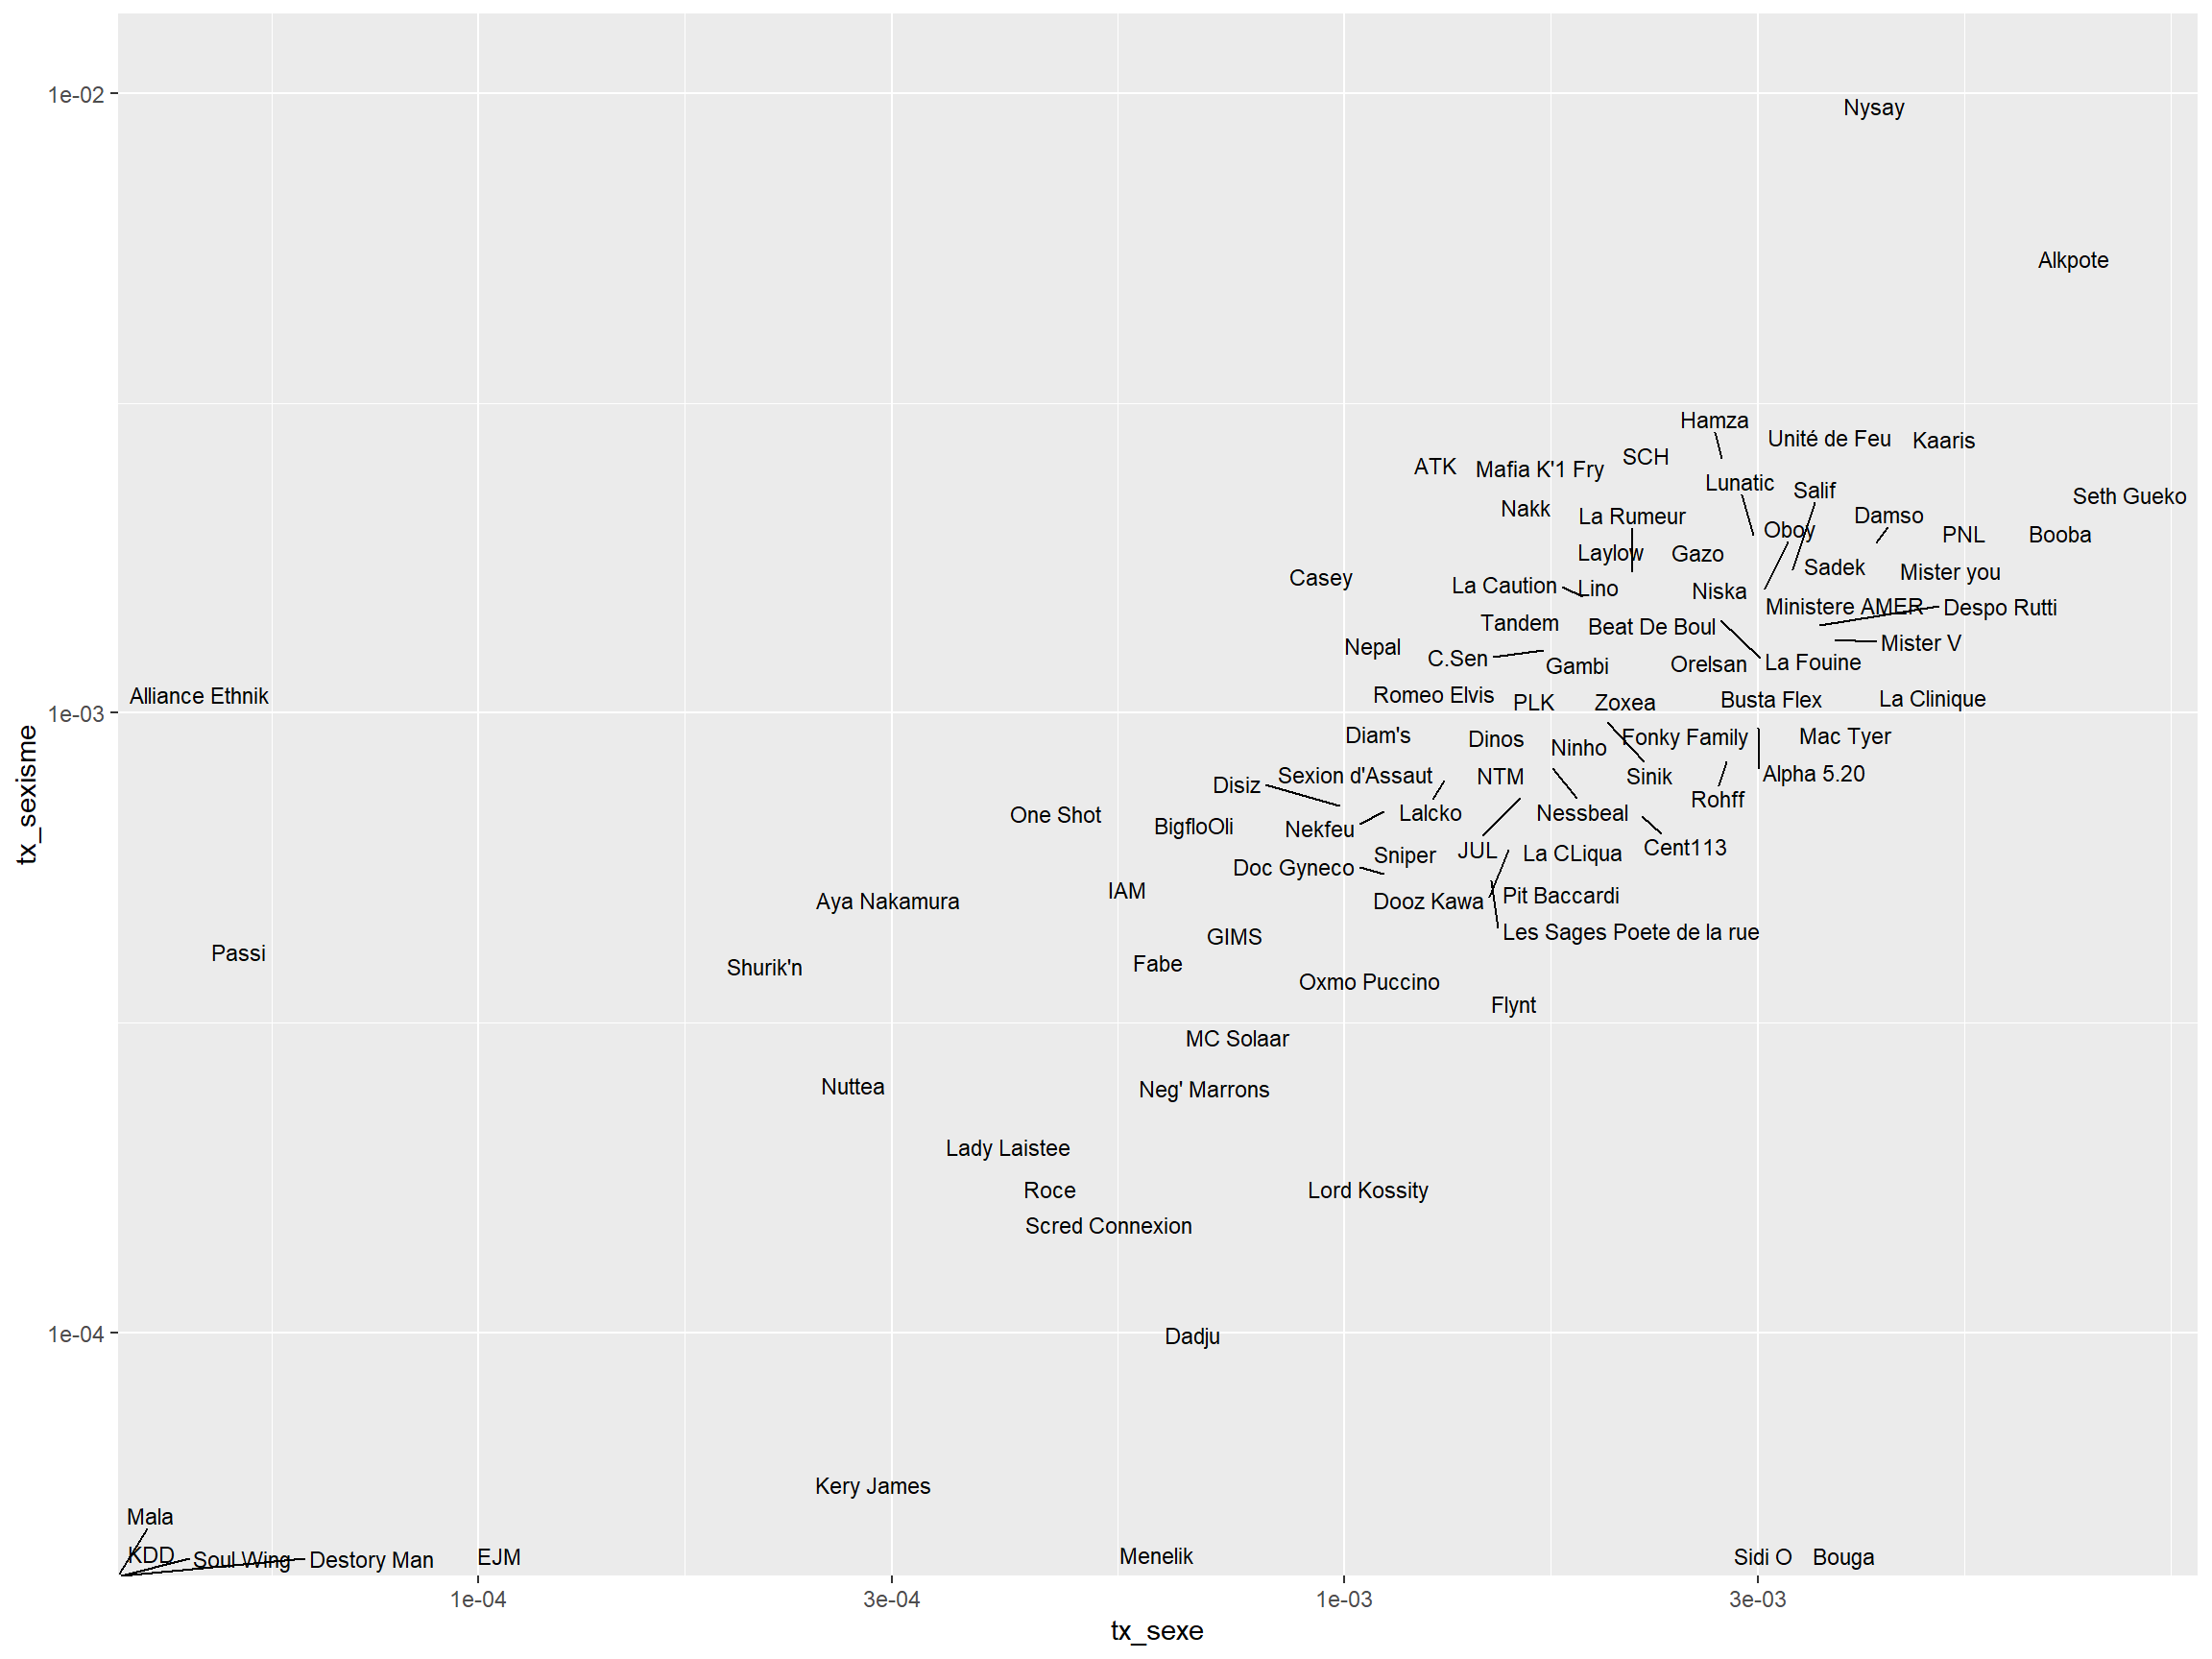 1e-02
Nysay
Alkpote
Hamza
Unité de Feu
Kaaris
SCH
ATK
Mafia K'1 Fry
Lunatic
Salif
Seth Gueko
Nakk
La Rumeur
Damso
Oboy
PNL
Booba
Laylow
Gazo
Sadek
Mister you
Casey
La Caution
Lino
Niska
Ministere AMER
Despo Rutti
Tandem
Beat De Boul
Mister V
Nepal
C.Sen
Gambi
Orelsan
La Fouine
Alliance Ethnik
Romeo Elvis
PLK
Zoxea
Busta Flex
La Clinique
1e-03
Diam's
Dinos
Ninho
Fonky Family
Mac Tyer
Disiz
Sexion d'Assaut
NTM
Sinik
Alpha 5.20
Rohff
One Shot
BigfloOli
Nekfeu
Lalcko
Nessbeal
Cent113
Doc Gyneco
Sniper
JUL
La CLiqua
Aya Nakamura
IAM
Dooz Kawa
Pit Baccardi
Les Sages Poete de la rue
GIMS
Passi
Shurik'n
Fabe
Oxmo Puccino
Flynt
MC Solaar
Nuttea
Neg' Marrons
Lady Laistee
Roce
Lord Kossity
Scred Connexion
1e-04
Dadju
Kery James
Mala
KDD
Soul Wing
Destory Man
EJM
Menelik
Sidi O
Bouga
1e-04
3e-04
1e-03
3e-03
tx_sexe
tx_sexisme